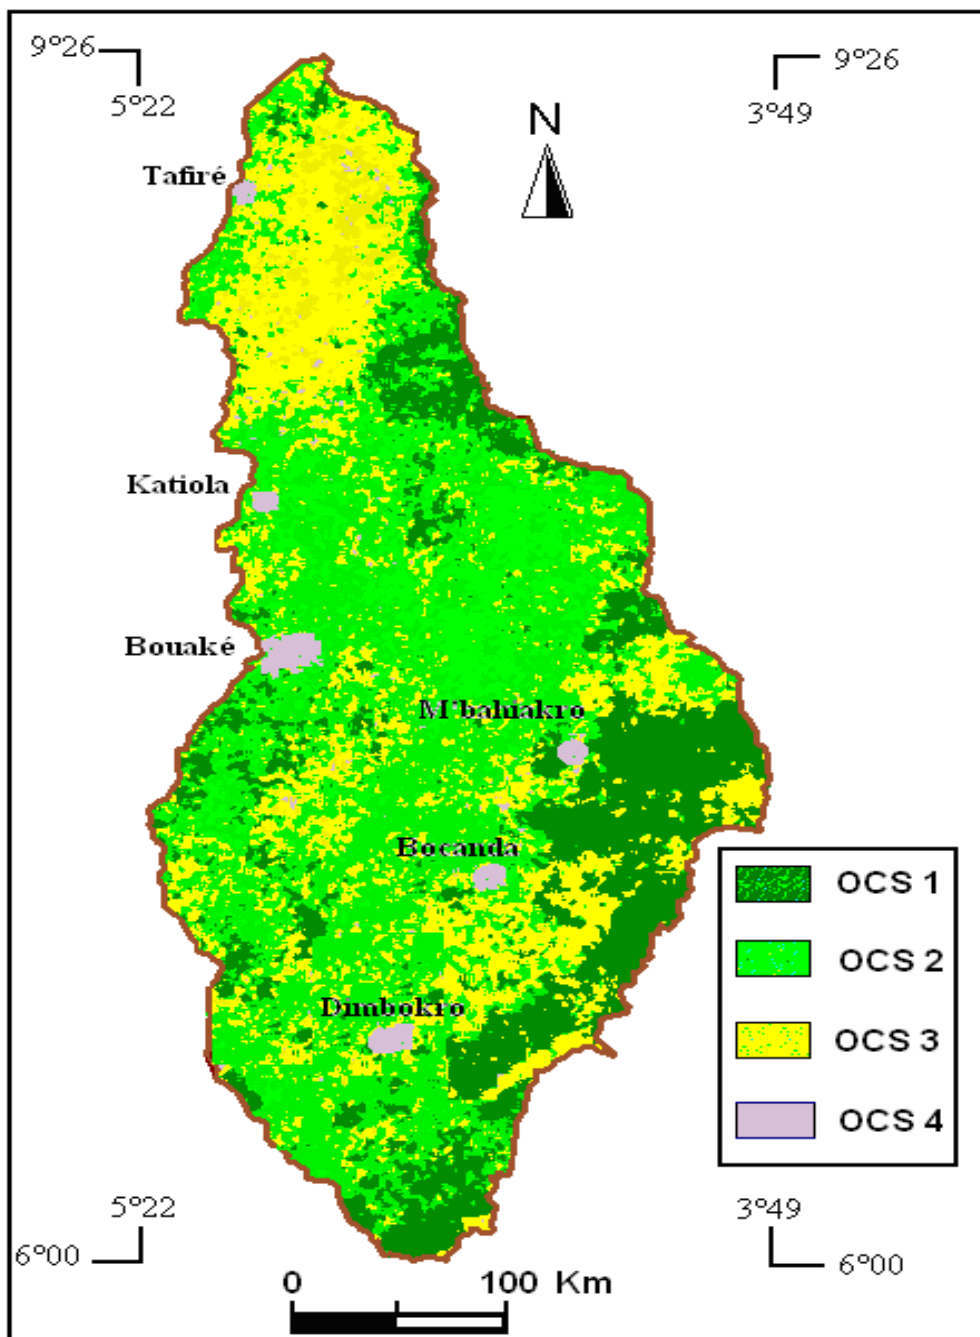 9°26
9°26
5°22
3°49
N
Tafiré
Katiola
Bouaké
M'bahiakro
Bocanda
Dimbokro
OCS 1
OCS 2
OCS 3
OCS 4
5°22
3°49
6°00
6°00
0 100 Km